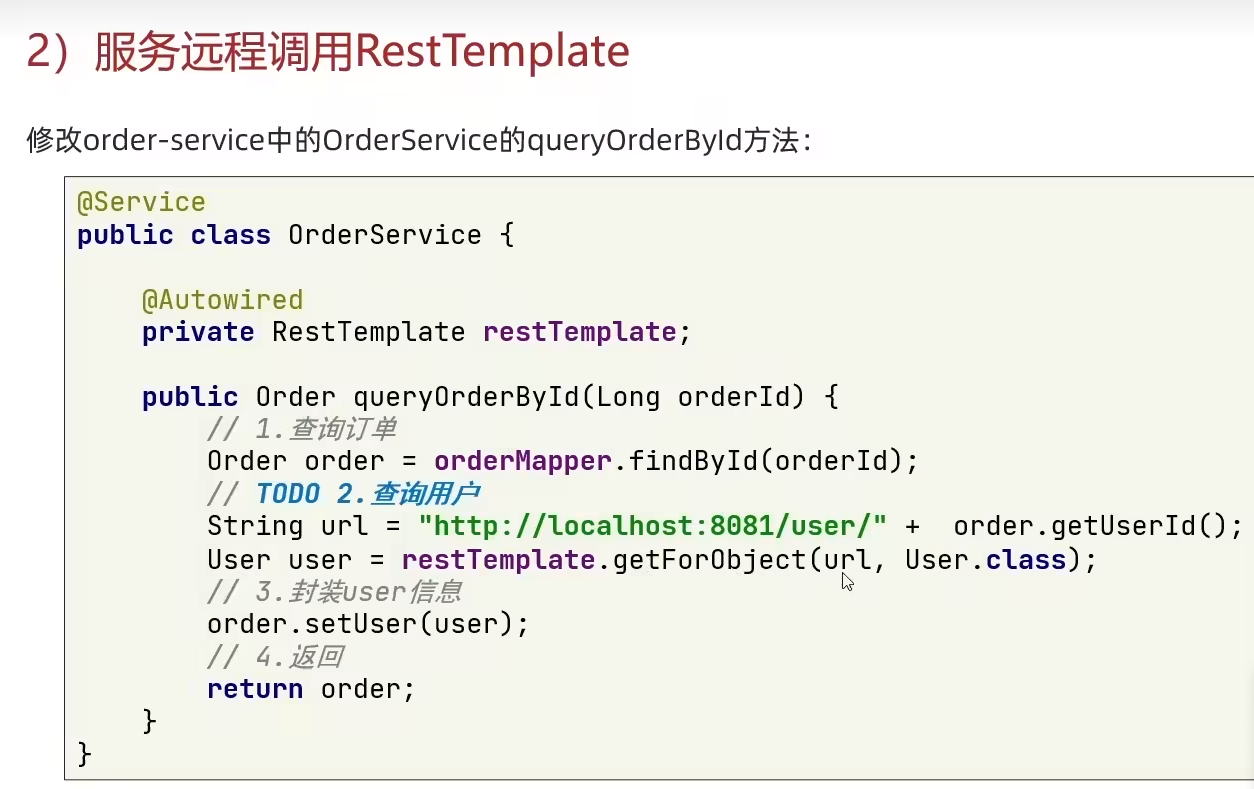 2）服务远程调用RestTemplate
修改order-service中的OrderService的queryOrderById方法：
@Service
public class OrderService {
@Autowired
private RestTemplate restTemplate;
public Order queryOrderById(Long orderId) {
// 1.查询订单
Order order = orderMapper.findById(orderId);
// TODO 2.查询用户
String url = "http://localhost:8081/user/" +  order.getUserId();
User user = restTemplate.getForObject(url, User.class);
// 3.封装user信息
order.setUser(user);
// 4.返回
return order;
}
}